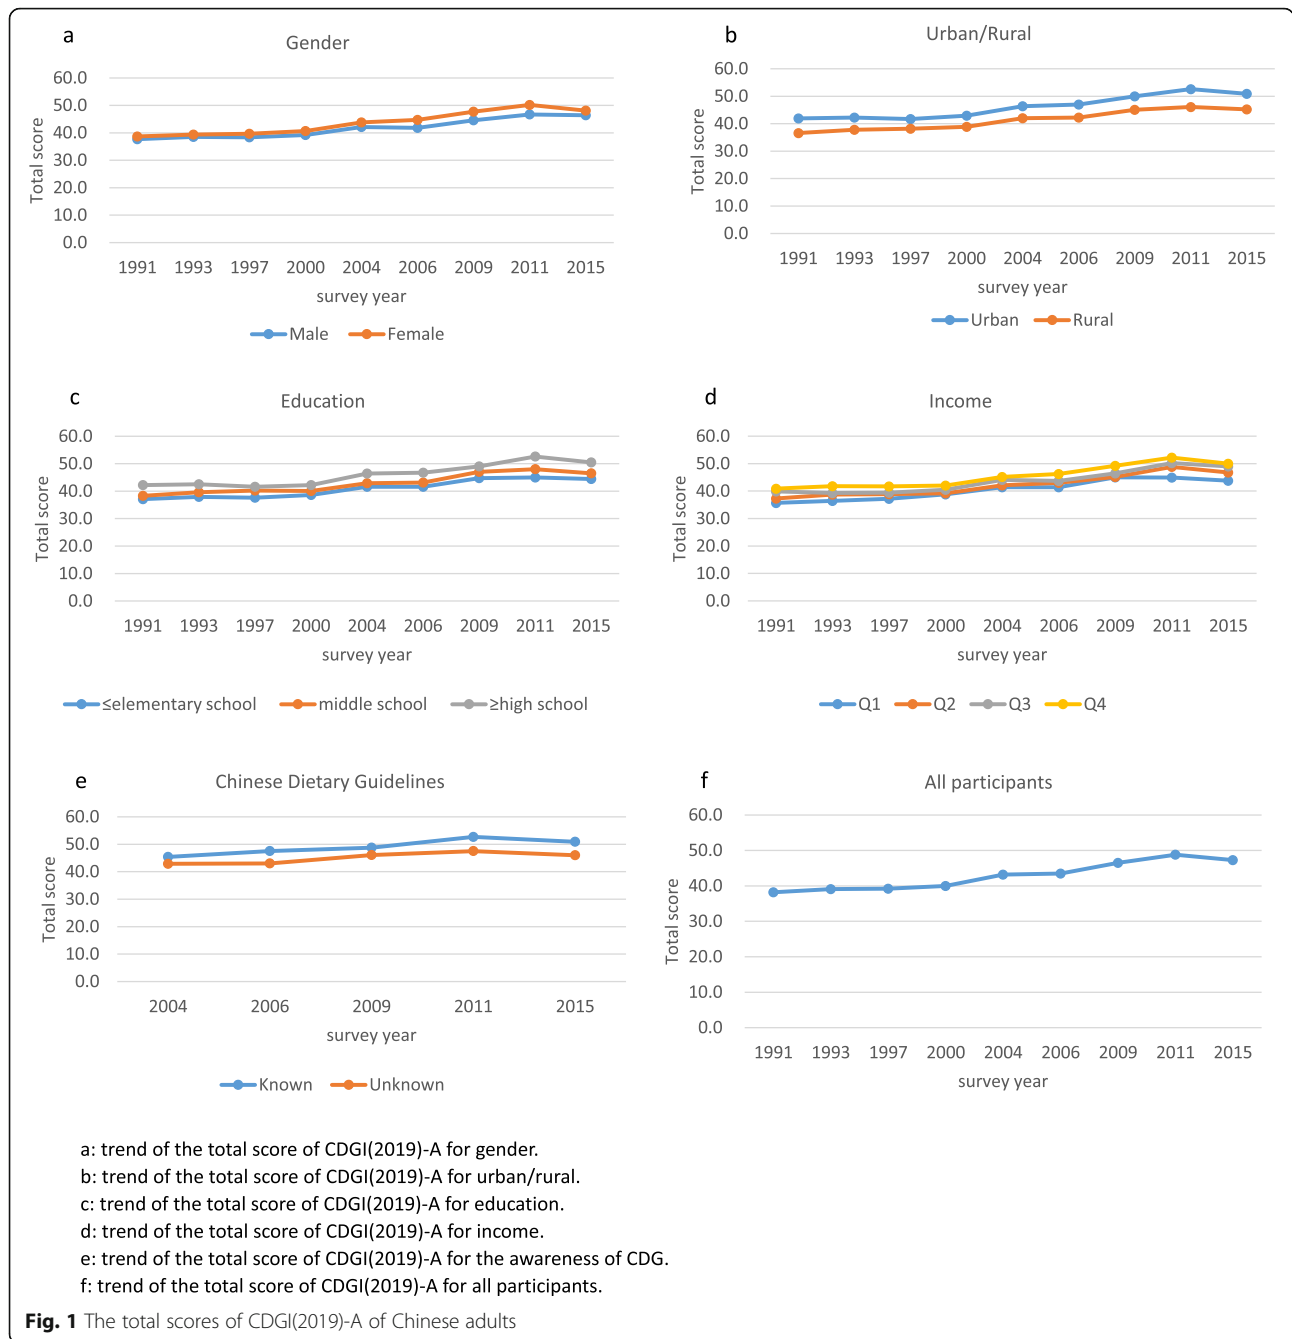 a
Gender
60.0
50.0
40.0
30.0
20.0
10.0
0.0
Total score
1991 1993 1997 2000 2004 2006 2009 2011 2015
survey year
Male Female
b
Urban/Rural
60.0
50.0
40.0
30.0
20.0
10.0
0.0
Total score
1991 1993 1997 2000 2004 2006 2009 2011 2015
survey year
Urban Rural
c
Education
60.0
50.0
40.0
30.0
20.0
10.0
0.0
Total score
1991 1993 1997 2000 2004 2006 2009 2011 2015
survey year
≤elementary school middle school ≥high school
d
Income
60.0
50.0
40.0
30.0
20.0
10.0
0.0
Total score
1991 1993 1997 2000 2004 2006 2009 2011 2015
survey year
Q1 Q2 Q3 Q4
e
Chinese Dietary Guidelines
60.0
50.0
40.0
30.0
20.0
10.0
0.0
Total score
2004 2006 2009 2011 2015
survey year
Known Unknown
f
All participants
60.0
50.0
40.0
30.0
20.0
10.0
0.0
Total score
1991 1993 1997 2000 2004 2006 2009 2011 2015
survey year
a: trend of the total score of CDGI(2019)-A for gender.
b: trend of the total score of CDGI(2019)-A for urban/rural.
c: trend of the total score of CDGI(2019)-A for education.
d: trend of the total score of CDGI(2019)-A for income.
e: trend of the total score of CDGI(2019)-A for the awareness of CDG.
f: trend of the total score of CDGI(2019)-A for all participants.
Fig. 1 The total scores of CDGI(2019)-A of Chinese adults